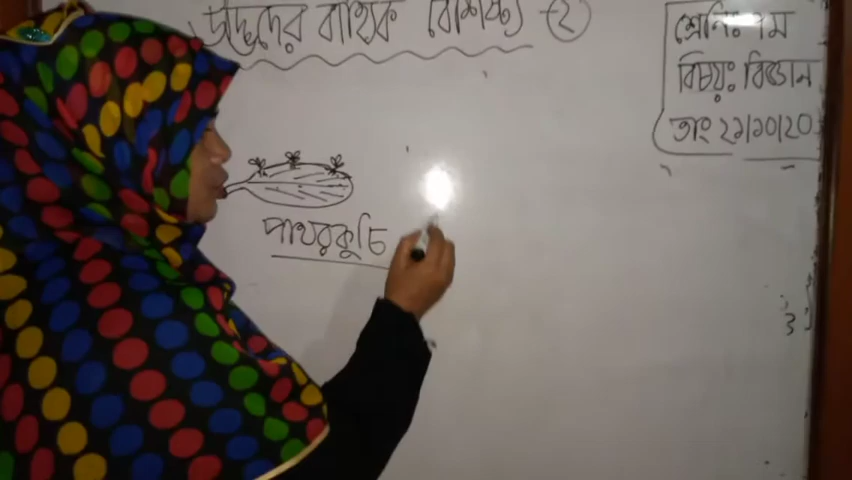 উদ্ভিদের বাহ্যিক বৈশিষ্ট্য (২)
শ্রেনিঃ ৭ম
বিষয়ঃ বিজ্ঞান
তাং ২১/১০/২০
পাথরকুচি